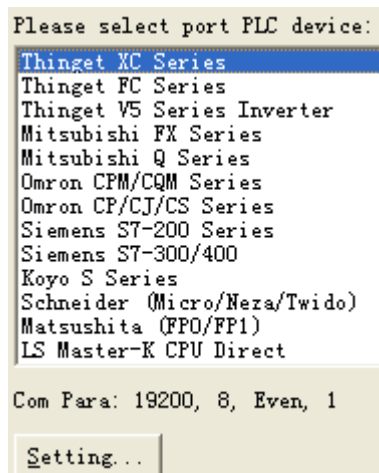 Please select port PLC device:
Thinget XC Series
Thinget FC Series
Thinget V5 Series Inverter
Mitsubishi FX Series
Mitsubishi Q Series
Omron CPM/CQM Series
Omron CP/CJ/CS Series
Siemens S7-200 Series
Siemens S7-300/400
Koyo S Series
Schneider (Micro/Neza/Twido)
Matsushita (FP0/FP1)
LS Master-K CPU Direct
Com Para: 19200, 8, Even, 1
Setting...